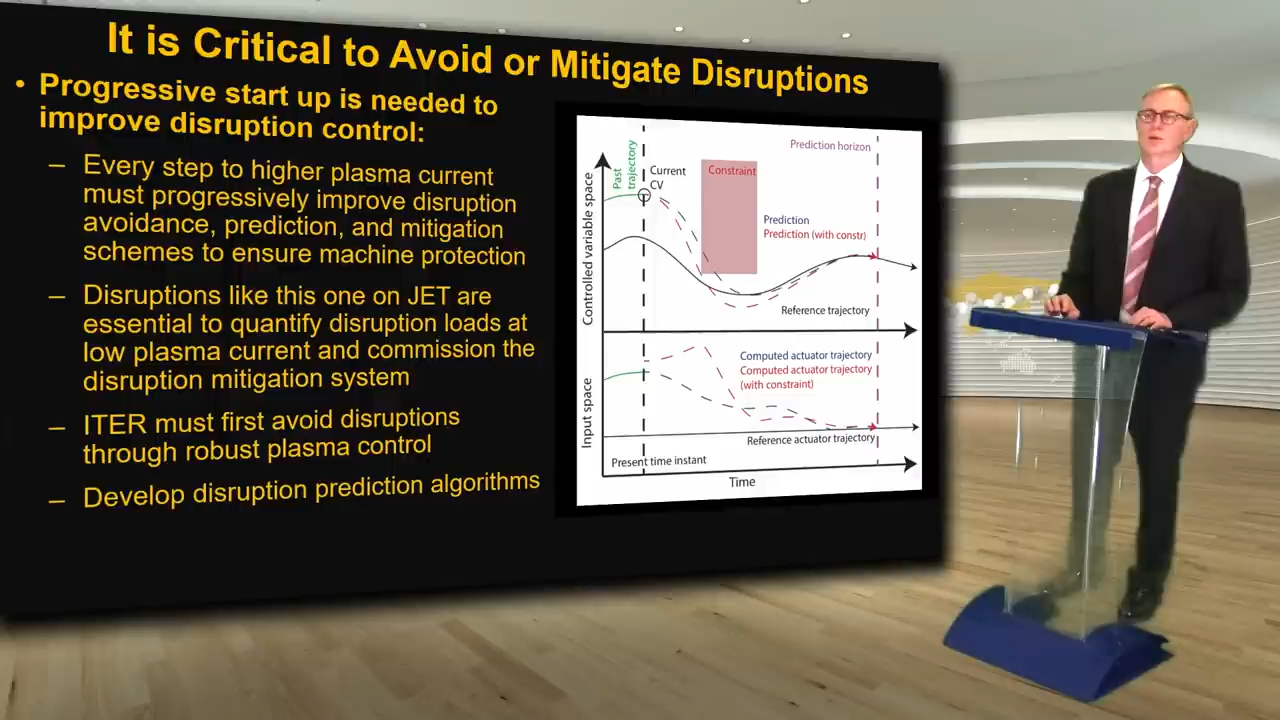 It is Critical to Avoid or Mitigate Disruptions
• Progressive start up is needed to
improve disruption control:
– Every step to higher plasma current
must progressively improve disruption
avoidance, prediction, and mitigation
schemes to ensure machine protection
– Disruptions like this one on JET are
essential to quantify disruption loads at
low plasma current and commission the
disruption mitigation system
– ITER must first avoid disruptions
through robust plasma control
– Develop disruption prediction algorithms
Prediction horizon
Past
trajectory
Current
CV
Constraint
Controlled variable space
Prediction
Prediction (with constr)
Reference trajectory
Computed actuator trajectory
Computed actuator trajectory
(with constraint)
Input space
Reference actuator trajectory
Present time instant
Time